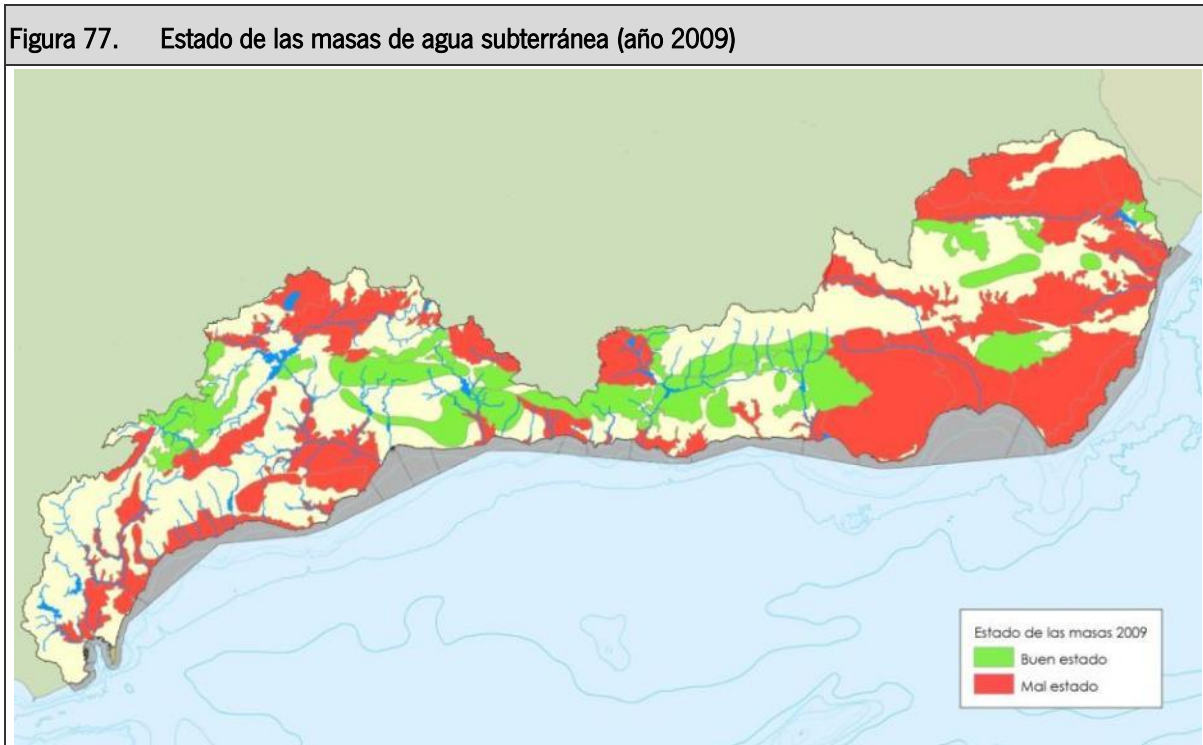 Figura 77. Estado de las masas de agua subterránea (año 2009)
Estado de las masas 2009
Buen estado
Mal estado